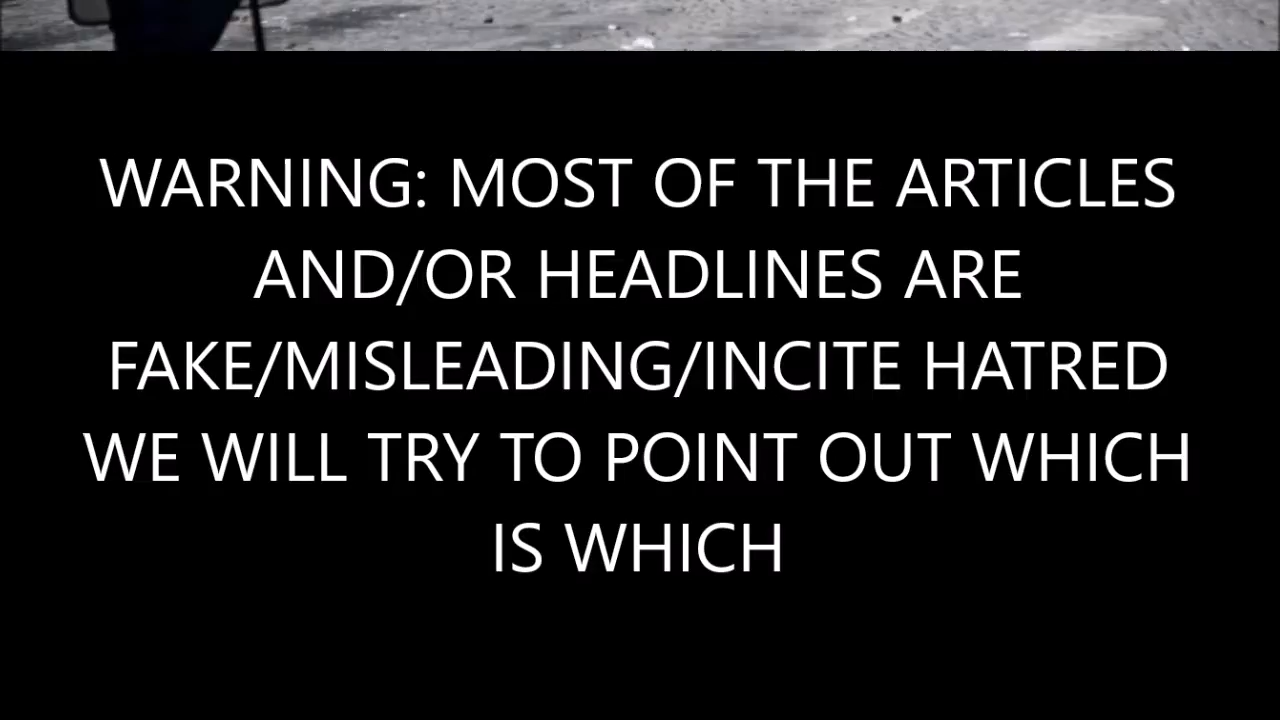 WARNING: MOST OF THE ARTICLES
AND/OR HEADLINES ARE
FAKE/MISLEADING/INCITE HATRED
WE WILL TRY TO POINT OUT WHICH
IS WHICH